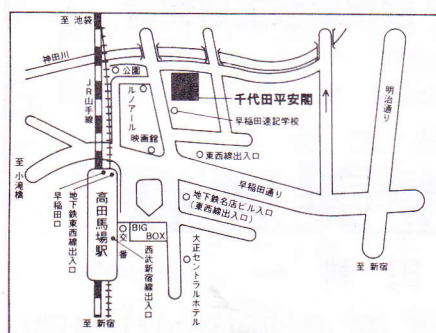 至 池袋
神田川
公園
JR山手線
ルノアール
千代田平安閣
早稲田速記学校
映画館
東西線出入口
明治通り
至 小滝橋
早稲田通り
早稲田口
地下鉄東西線出入口
高田馬場駅
地下鉄名店ビル入口
(東西線出入口)
交番
BIG
BOX
西武新宿線出入口
大正セントラルホテル
至 新宿
至 新宿